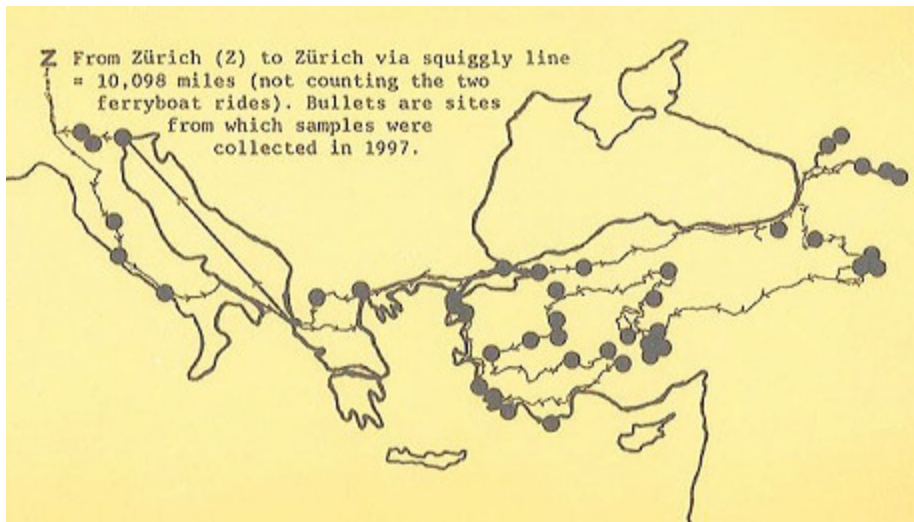 Z From Zürich (Z) to Zürich via squiggly line
= 10,098 miles (not counting the two
ferryboat rides). Bullets are sites
from which samples were
collected in 1997.